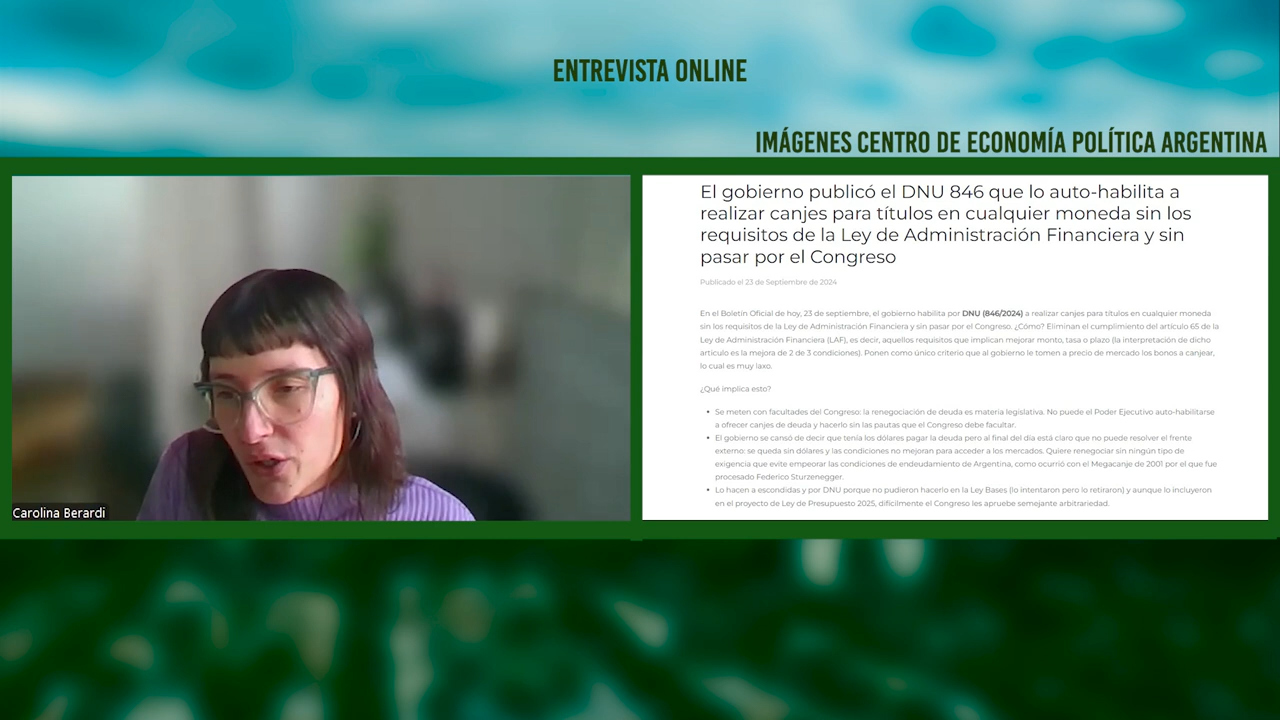 ENTREVISTA ONLINE
IMÁGENES CENTRO DE ECONOMÍA POLÍTICA ARGENTINA
Carolina Berardi
El gobierno publicó el DNU 846 que lo auto-habilita a
realizar canjes para títulos en cualquier moneda sin los
requisitos de la Ley de Administración Financiera y sin
pasar por el Congreso
Publicado el 23 de Septiembre de 2024
En el Boletín Oficial de hoy, 23 de septiembre, el gobierno habilita por DNU (846/2024) a realizar canjes para títulos en cualquier moneda
sin los requisitos de la Ley de Administración Financiera y sin pasar por el Congreso. ¿Cómo? Eliminan el cumplimiento del artículo 65 de la
Ley de Administración Financiera (LAF), es decir, aquellos requisitos que implican mejorar monto, tasa o plazo (la interpretación de dicho
artículo es la mejora de 2 de 3 condiciones). Ponen como único criterio que al gobierno le tomen a precio de mercado los bonos a canjear,
lo cual es muy laxo.
¿Qué implica esto?
• Se meten con facultades del Congreso: la renegociación de deuda es materia legislativa. No puede el Poder Ejecutivo auto-habilitarse
a ofrecer canjes de deuda y hacerlo sin las pautas que el Congreso debe facultar.
• El gobierno se cansó de decir que tenía los dólares pagar la deuda pero al final del día está claro que no puede resolver el frente
externo: se queda sin dólares y las condiciones no mejoran para acceder a los mercados. Quiere renegociar sin ningún tipo de
exigencia que evite empeorar las condiciones de endeudamiento de Argentina, como ocurrió con el Megacanje de 2001 por el que fue
procesado Federico Sturzenegger.
• Lo hacen a escondidas y por DNU porque no pudieron hacerlo en la Ley Bases (lo intentaron pero lo retiraron) y aunque lo incluyeron
en el proyecto de Ley de Presupuesto 2025, difícilmente el Congreso les apruebe semejante arbitrariedad.